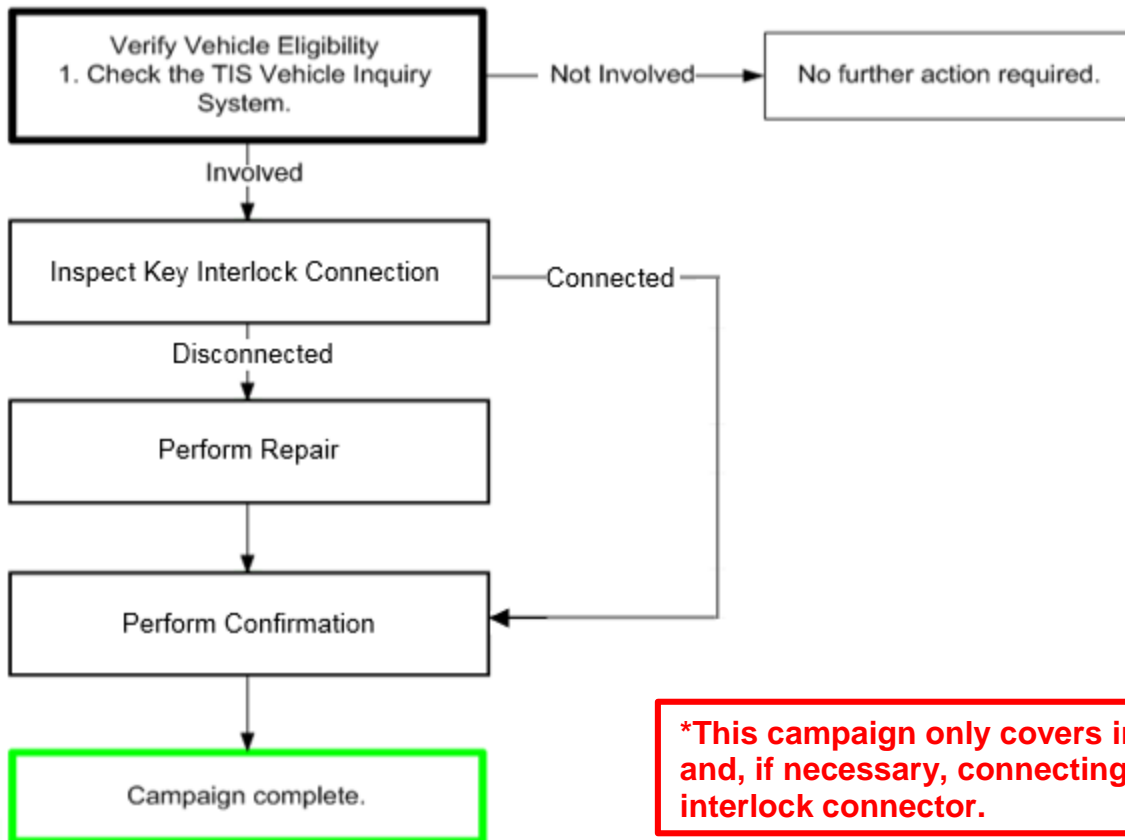 Verify Vehicle Eligibility
1. Check the TIS Vehicle Inquiry
System.
Not Involved
No further action required.
Involved
Inspect Key Interlock Connection
Connected
Disconnected
Perform Repair
Perform Confirmation
Campaign complete.
*This campaign only covers
and, if necessary, connecting
interlock connector.